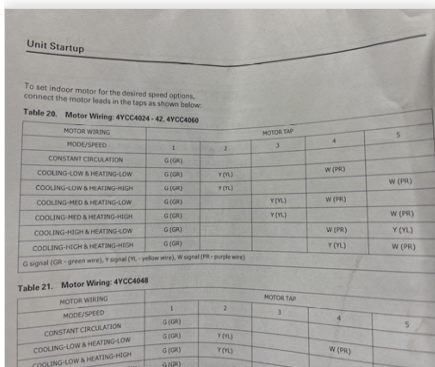 Unit Startup
To set indoor motor for the desired speed options,
connect the motor leads in the taps as shown below:
Table 20. Motor Wiring: 4YCC4024 - 42, 4YCC4060
MOTOR WIRING MOTOR TAP
MODE/SPEED 1 2 3 4 5
CONSTANT CIRCULATION G (GR)
COOLING-LOW & HEATING-LOW G (GR) Y (YL) W (PR)
COOLING-LOW & HEATING-HIGH G (GR) Y (YL) W (PR)
COOLING-MED & HEATING-LOW G (GR) Y (YL) W (PR)
COOLING-MED & HEATING-HIGH G (GR) Y (YL) W (PR)
COOLING-HIGH & HEATING-LOW G (GR) W (PR) Y (YL)
COOLING-HIGH & HEATING-HIGH G (GR) Y (YL) W (PR)
G signal (GR - green wire), Y signal (YL - yellow wire), W signal (PR - purple wire)
Table 21. Motor Wiring: 4YCC4048
MOTOR WIRING MOTOR TAP
MODE/SPEED 1 2 3 4 5
CONSTANT CIRCULATION G (GR)
COOLING-LOW & HEATING-LOW G (GR) Y (YL)
COOLING-LOW & HEATING-HIGH G (GR) Y (YL) W (PR)
G (GR)